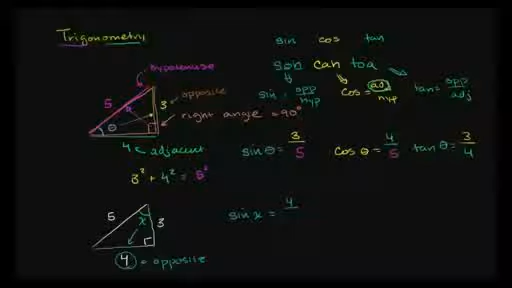 Trigonometry
sin cos tan
hypotenuse
soh cah toa
5 3 opposite
sin = opp/hyp cos = adj/hyp tan = opp/adj
θ right angle = 90°
4 adjacent
sin θ = 3/5 cos θ = 4/5 tan θ = 3/4
3² + 4² = 5²
5 x 3
sin x = 4/
4 = opposite